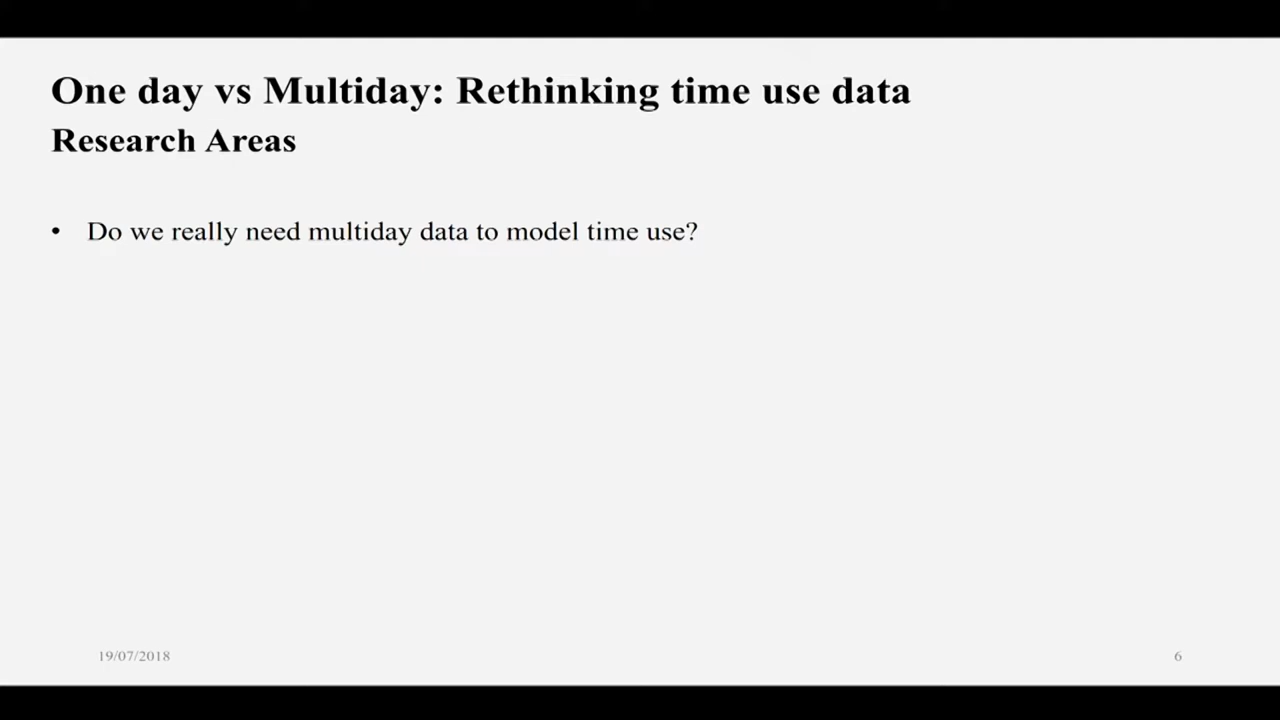 One day vs Multiday: Rethinking time use data
Research Areas
• Do we really need multiday data to model time use?
19/07/2018
6